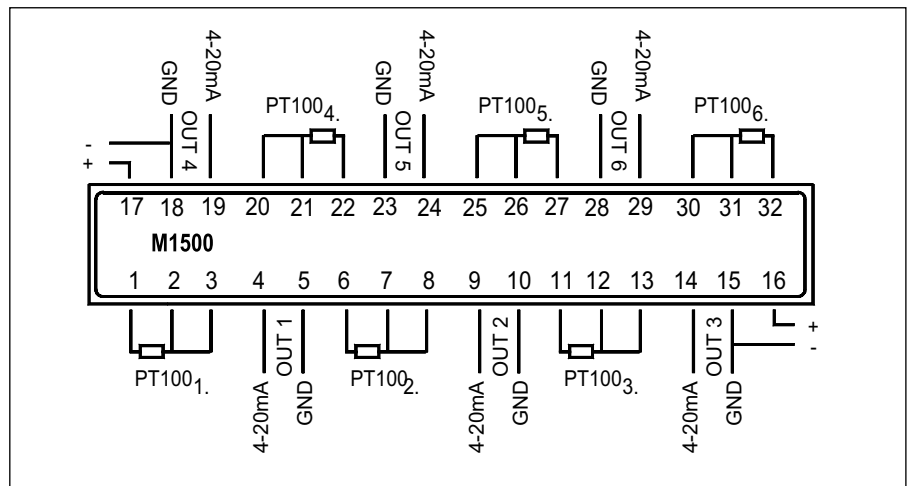 GND
OUT 4
4-20mA
PT100 4.
GND
OUT 5
4-20mA
PT100 5.
GND
OUT 6
4-20mA
PT100 6.
-
+
17 18 19 20 21 22 23 24 25 26 27 28 29 30 31 32
M1500
1 2 3 4 5 6 7 8 9 10 11 12 13 14 15 16
+
-
PT100 1.
4-20mA
OUT 1
GND
PT100 2.
4-20mA
OUT 2
GND
PT100 3.
4-20mA
OUT 3
GND